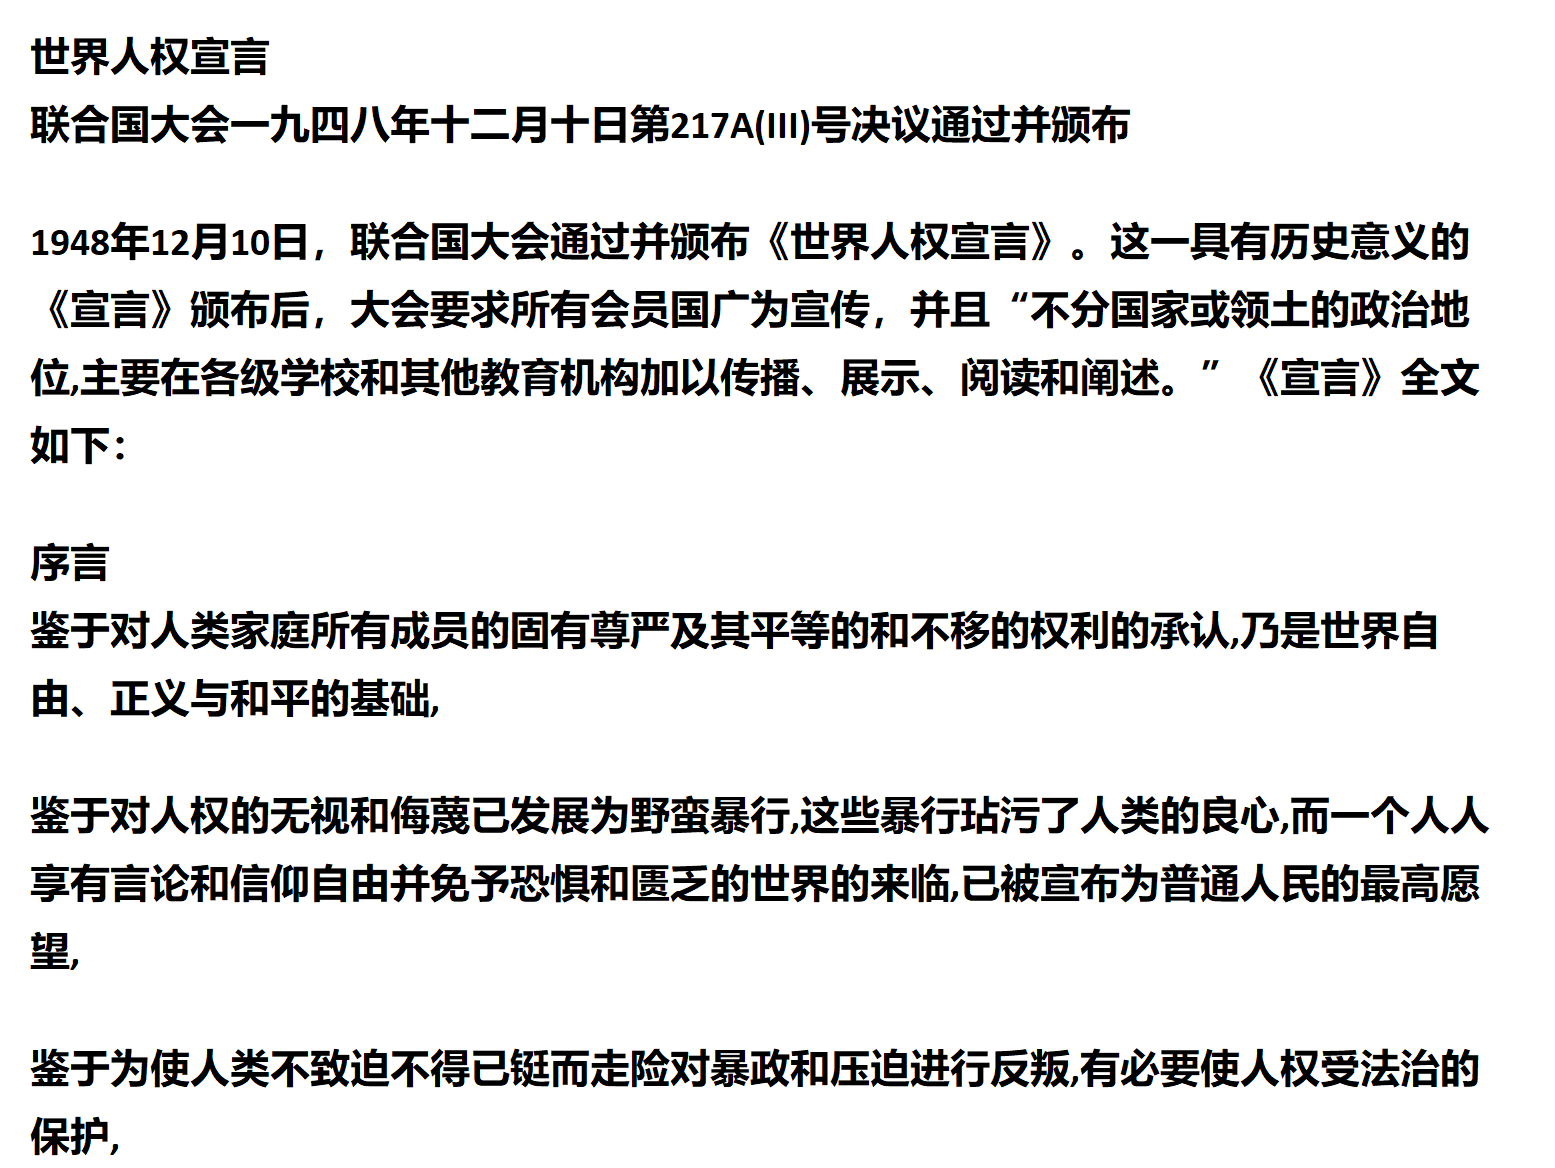 世界人权宣言
联合国大会一九四八年十二月十日第217A(III)号决议通过并颁布
1948年12月10日，联合国大会通过并颁布《世界人权宣言》。这一具有历史意义的
《宣言》颁布后，大会要求所有会员国广为宣传，并且“不分国家或领土的政治地
位,主要在各级学校和其他教育机构加以传播、展示、阅读和阐述。”《宣言》全文
如下：
序言
鉴于对人类家庭所有成员的固有尊严及其平等的和不移的权利的承认,乃是世界自
由、正义与和平的基础,
鉴于对人权的无视和侮蔑已发展为野蛮暴行,这些暴行玷污了人类的良心,而一个人人
享有言论和信仰自由并免予恐惧和匮乏的世界的来临,已被宣布为普通人民的最高愿
望,
鉴于为使人类不致迫不得已铤而走险对暴政和压迫进行反叛,有必要使人权受法治的
保护,